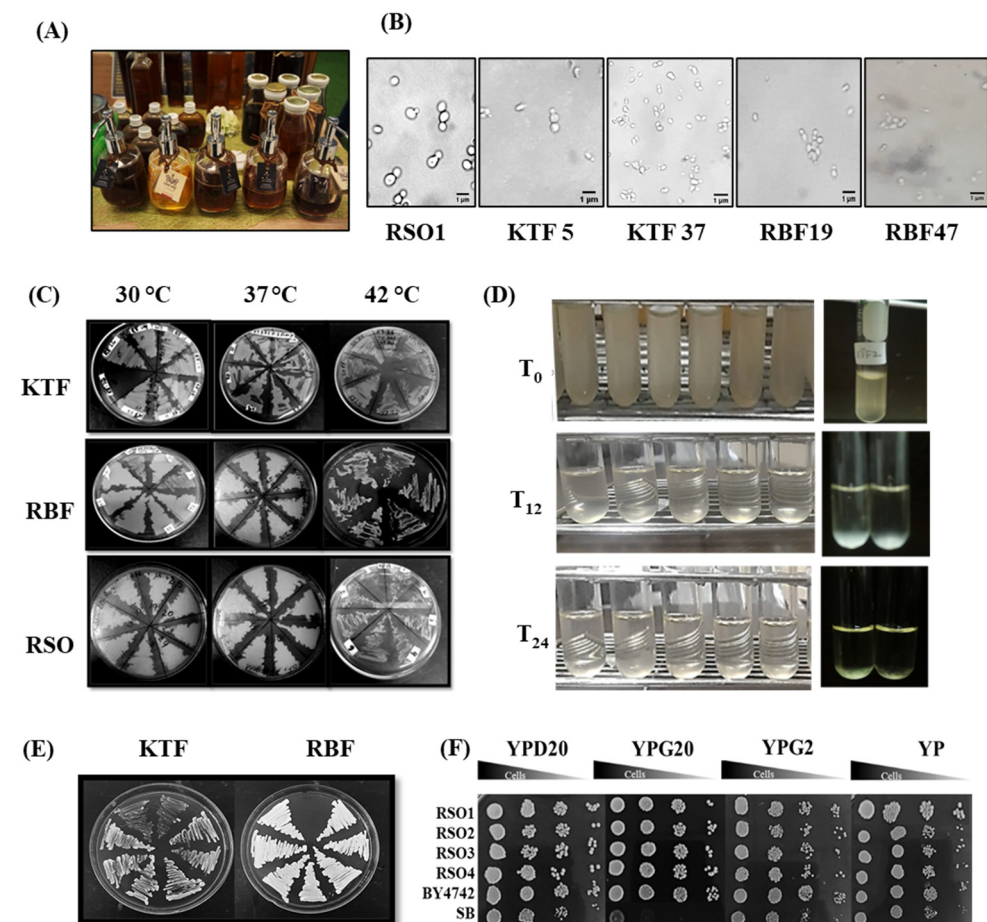 (A)
(B)
1 µm
1 µm
1 µm
1 µm
1 µm
RSO1
KTF 5
KTF 37
RBF19
RBF47
(C)
30 °C
37 °C
42 °C
KTF
RBF
RSO
(D)
T0
T12
T24
(E)
KTF
RBF
(F)
YPD20
YPG20
YPG2
YP
Cells
Cells
Cells
Cells
RSO1
RSO2
RSO3
RSO4
BY4742
SB